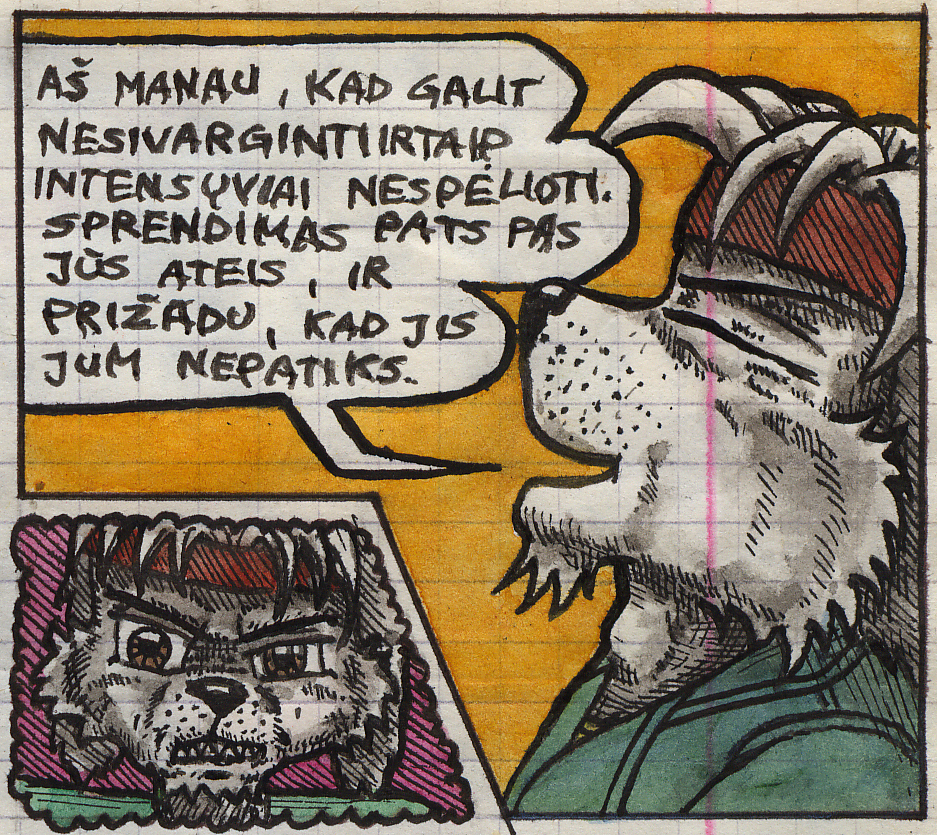 AŠ MANAU, KAD GALIT
NESIVARGINTI IR TAIP
INTENSYVIAI NESPĖLIOTI.
SPRENDIMAS PATS PAS
JŪS ATEIS, IR
PRIŽADU, KAD JIS
JUM NEPATIKS.